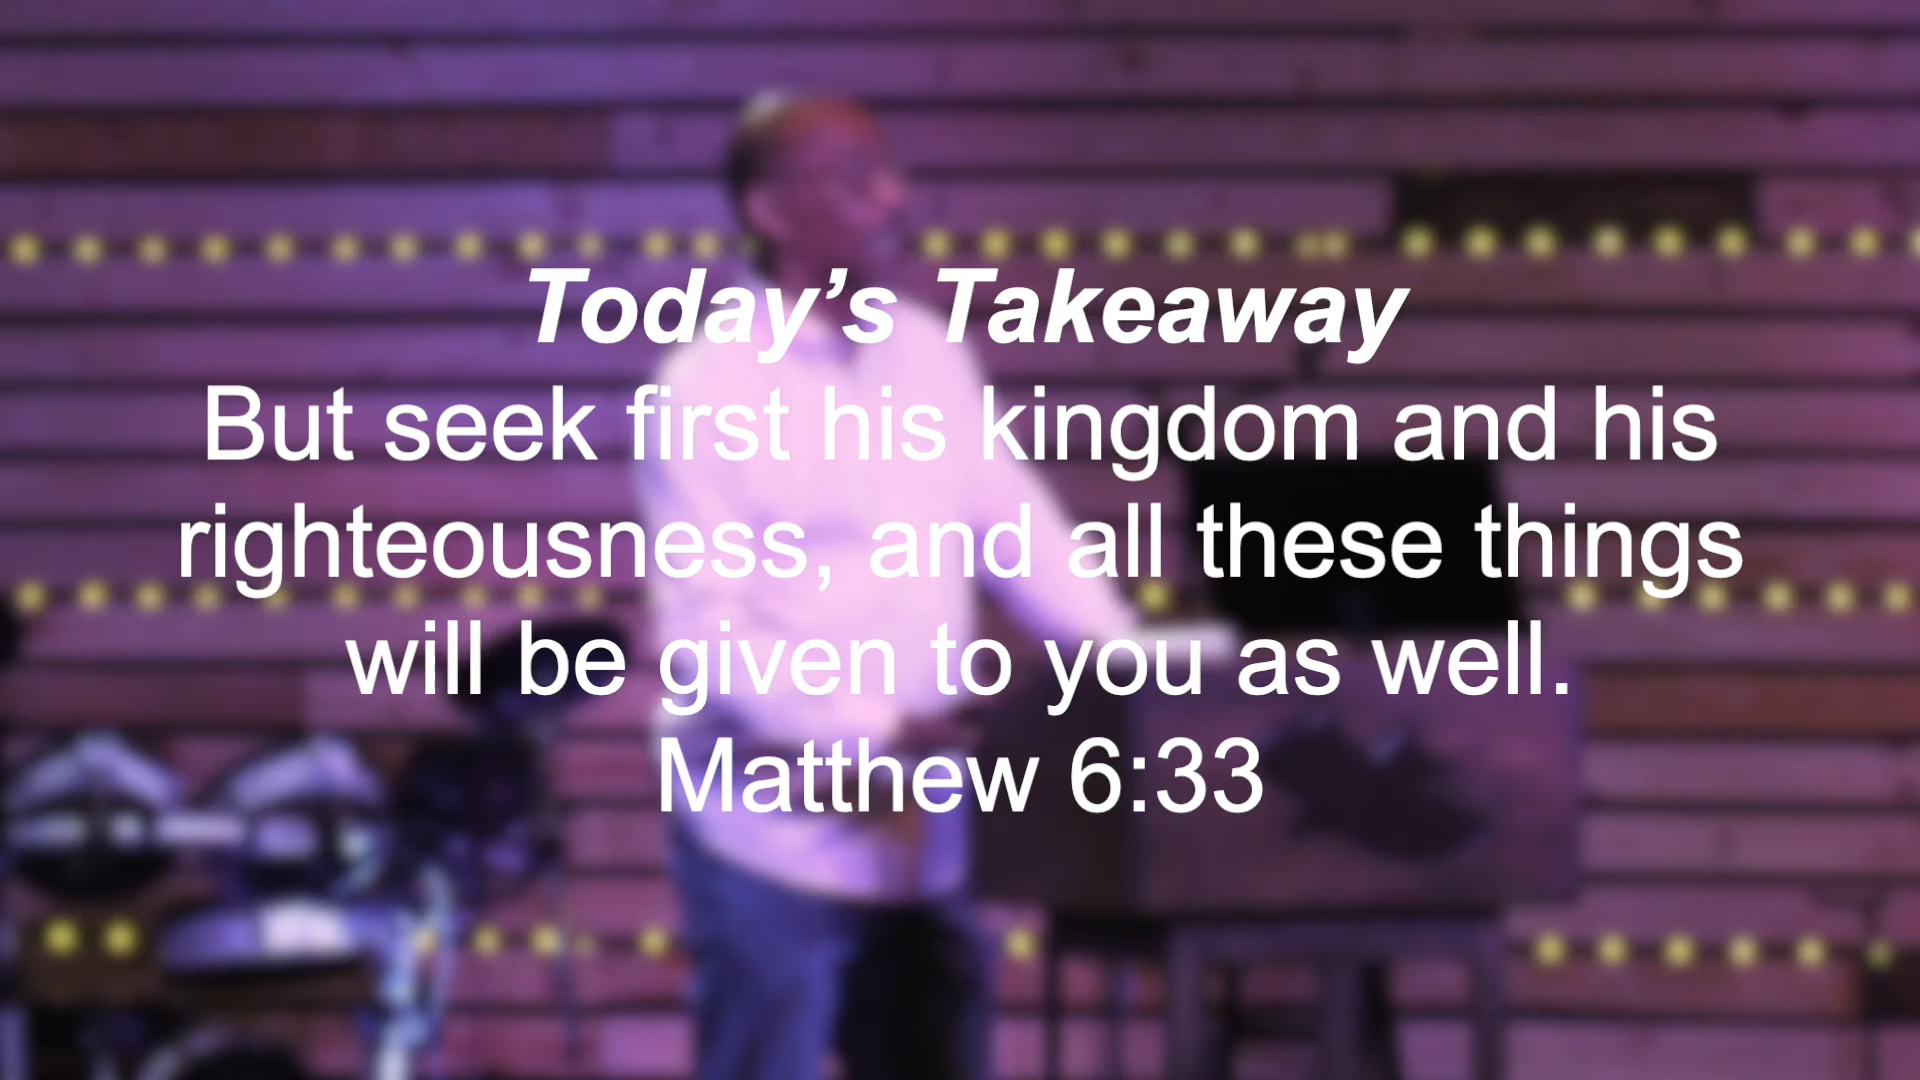 Today’s Takeaway
But seek first his kingdom and his
righteousness, and all these things
will be given to you as well.
Matthew 6:33